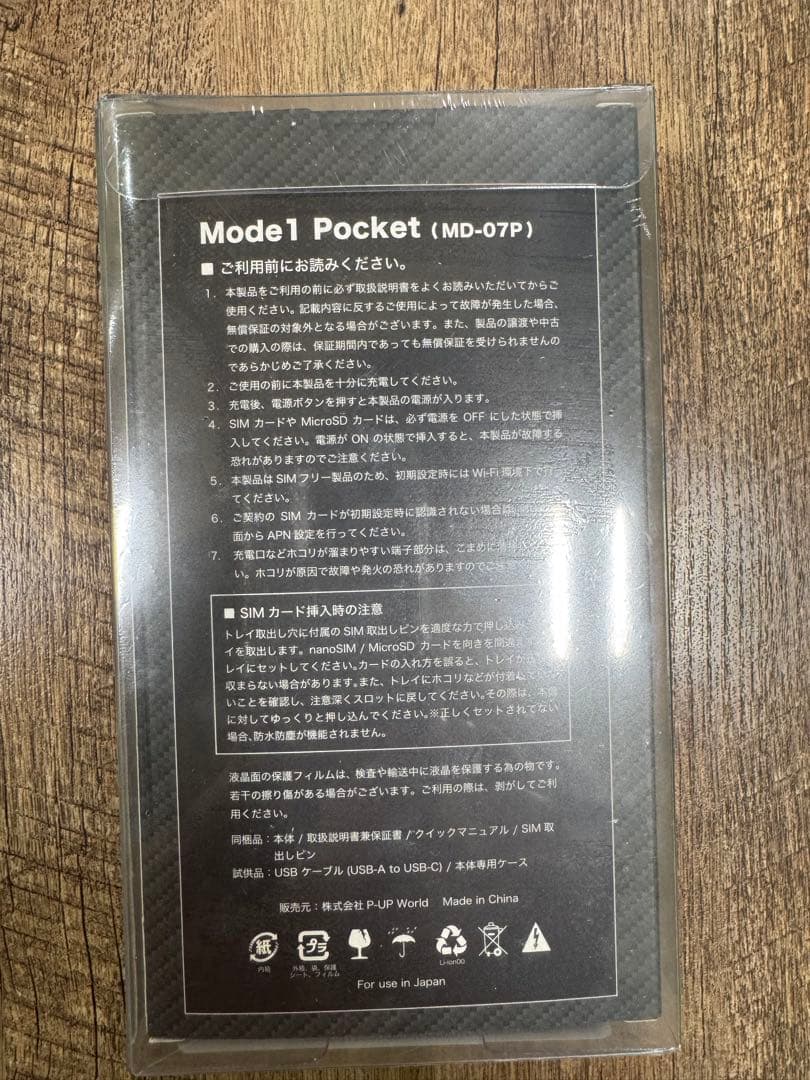 Mode1 Pocket (MD-07P)
■ ご利用前にお読みください。
1. 本製品をご利用の前に必ず取扱説明書をよくお読みいただいてからご
使用ください。記載内容に反するご使用によって故障が発生した場合、
無償保証の対象外となる場合がございます。また、製品の譲渡や中古
での購入の際は、保証期間内であっても無償保証を受けられませんの
であらかじめご了承ください。
2. ご使用の前に本製品を十分に充電してください。
3. 充電後、電源ボタンを押すと本製品の電源が入ります。
4. SIM カードや MicroSD カードは、必ず電源を OFF にした状態で挿
入してください。電源が ON の状態で挿入すると、本製品が故障する
恐れがありますのでご注意ください。
5. 本製品は SIM フリー製品のため、初期設定時には Wi-Fi 環境下で行
てください。
6. ご契約の SIM カードが初期設定時に認識されない場合は
面から APN 設定を行ってください。
7. 充電口などホコリが溜まりやすい端子部分は、こまめに
い。ホコリが原因で故障や発火の恐れがありますのでご
■ SIM カード挿入時の注意
トレイ取出し穴に付属の SIM 取出しピンを適度な力で押し込み
イを取出します。nanoSIM / MicroSD カードを向きを間違え
レイにセットしてください。カードの入れ方を誤ると、トレイが
収まらない場合があります。また、トレイにホコリなどが付着
いことを確認し、注意深くスロットに戻してください。その際は、本体
に対してゆっくりと押し込んでください。※正しくセットされてない
場合、防水防塵が機能されません。
液晶面の保護フィルムは、検査や輸送中に液晶を保護する為の物です。
若干の擦り傷がある場合がございます。ご利用の際は、剥がしてご利
用ください。
同梱品：本体 / 取扱説明書兼保証書 / クイックマニュアル / SIM 取
出しピン
試供品：USB ケーブル (USB-A to USB-C) / 本体専用ケース
販売元：株式会社 P-UP World Made in China
紙 プラ
内箱 外箱、袋、保護
シート、フィルム Li-ion00
For use in Japan